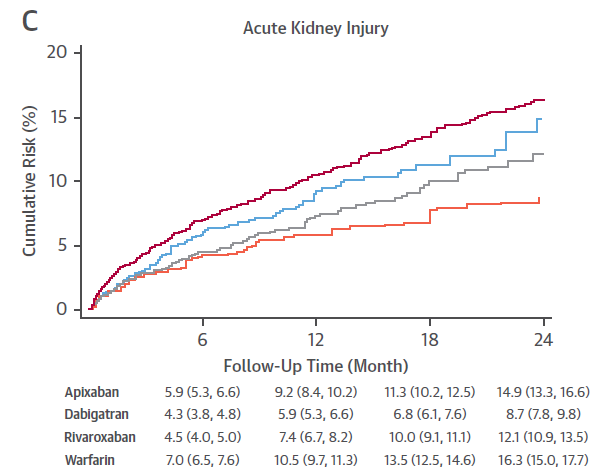 C
Acute Kidney Injury
Cumulative Risk (%)
20
15
10
5
0
6 12 18 24
Follow-Up Time (Month)
Apixaban 5.9 (5.3, 6.6) 9.2 (8.4, 10.2) 11.3 (10.2, 12.5) 14.9 (13.3, 16.6)
Dabigatran 4.3 (3.8, 4.8) 5.9 (5.3, 6.6) 6.8 (6.1, 7.6) 8.7 (7.8, 9.8)
Rivaroxaban 4.5 (4.0, 5.0) 7.4 (6.7, 8.2) 10.0 (9.1, 11.1) 12.1 (10.9, 13.5)
Warfarin 7.0 (6.5, 7.6) 10.5 (9.7, 11.3) 13.5 (12.5, 14.6) 16.3 (15.0, 17.7)